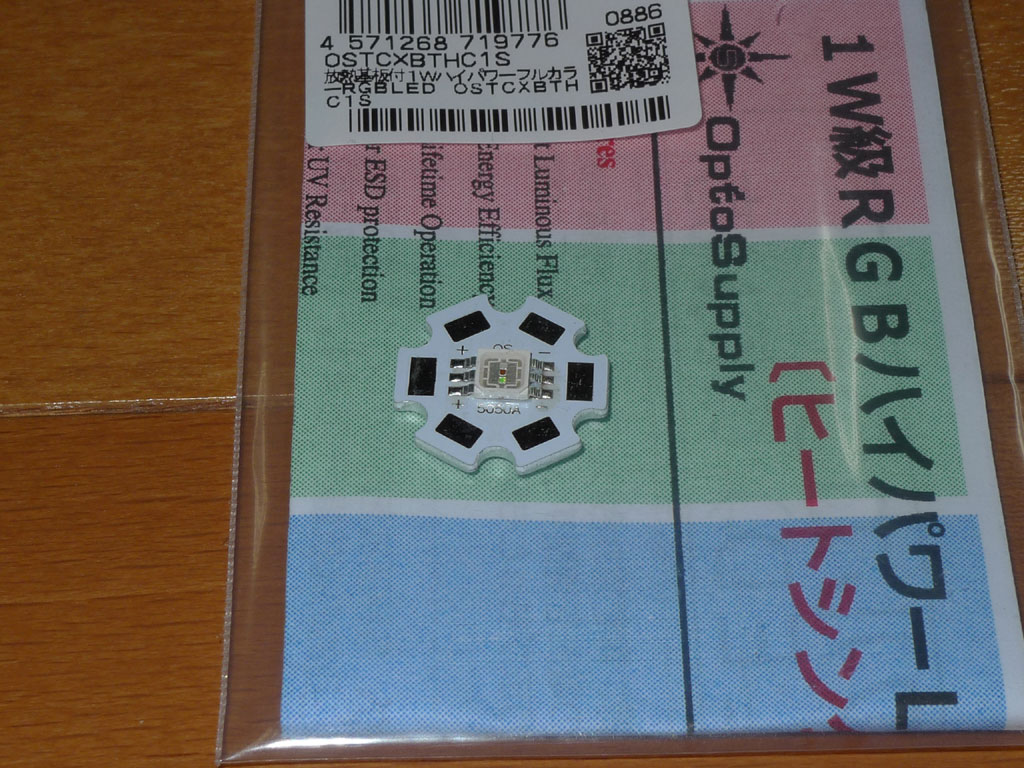 0886
4 571268 719776
OSTCXBTHC1S
放熱基板付1Wハイパワーフルカラ
ーRGBLED OSTCXBTH
C1S
1W級RGBハイパワーL
(ヒートシン
OptoSupply
res
t Luminous Flux
Energy Efficiency
ifetime Operation
r ESD protection
UV Resistance
OS
+ −
+ −
5050A